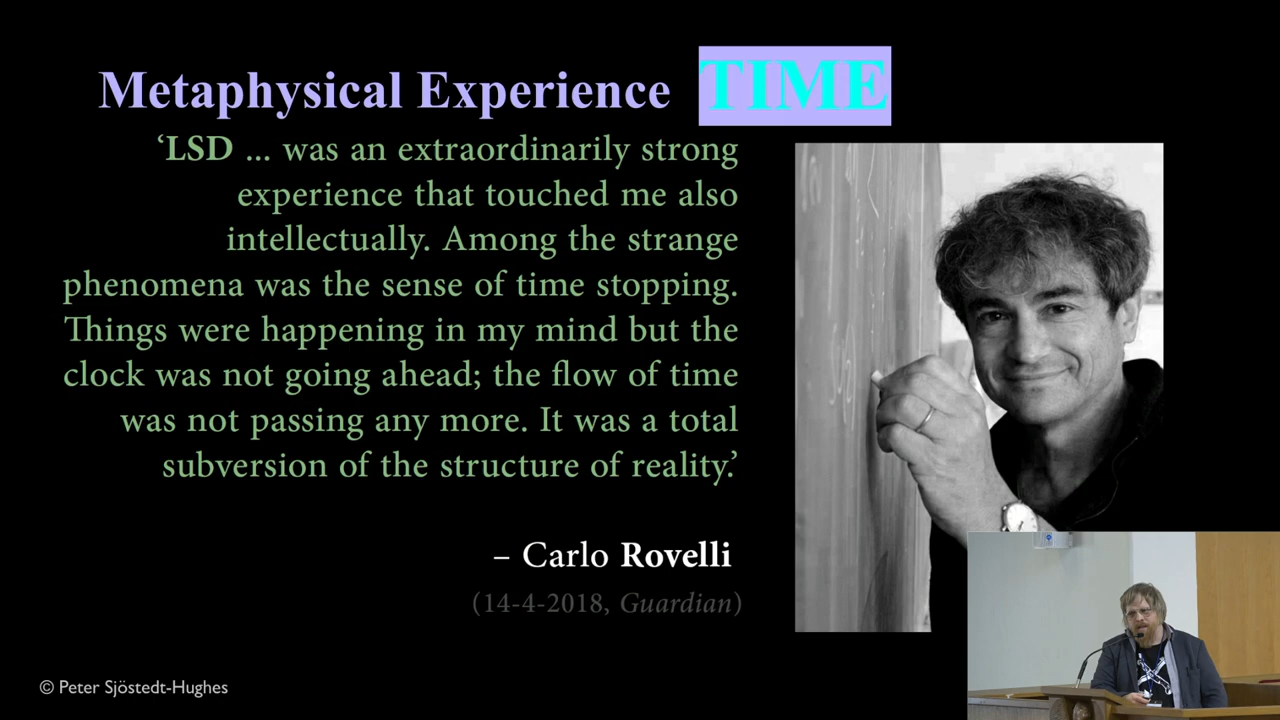 Metaphysical Experience TIME
‘LSD ... was an extraordinarily strong
experience that touched me also
intellectually. Among the strange
phenomena was the sense of time stopping.
Things were happening in my mind but the
clock was not going ahead; the flow of time
was not passing any more. It was a total
subversion of the structure of reality.’
– Carlo Rovelli
(14-4-2018, Guardian)
© Peter Sjöstedt-Hughes